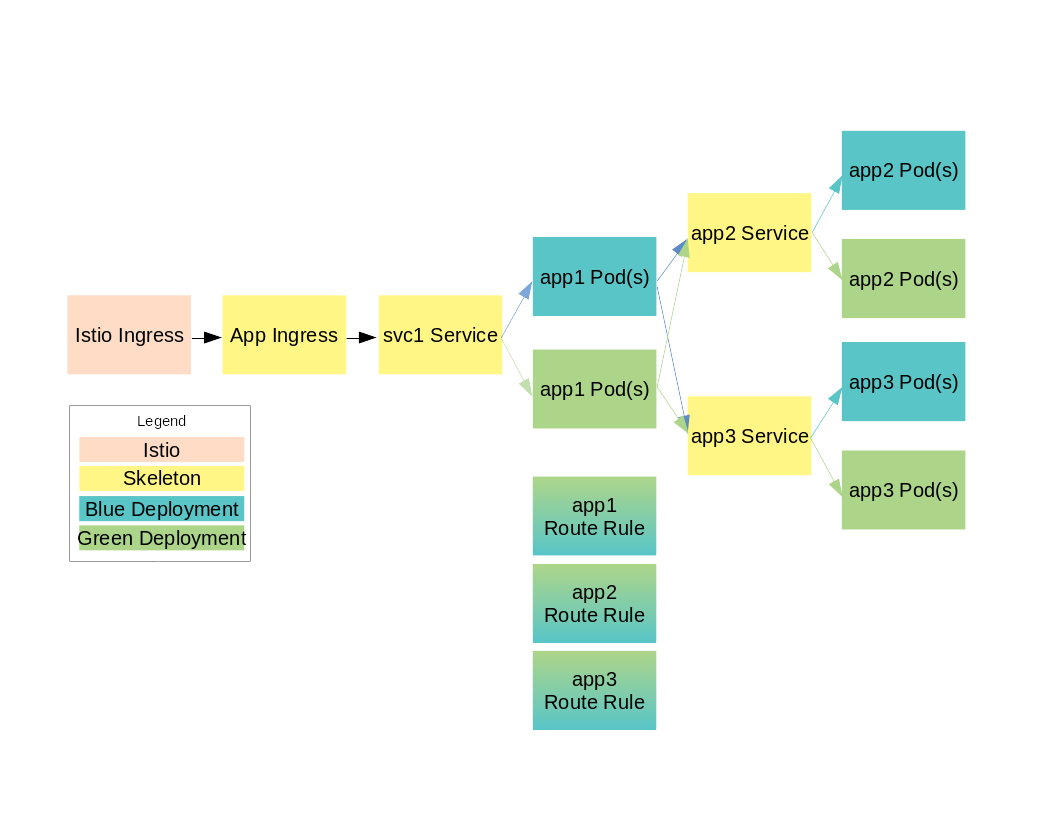 app2 Pod(s)
app2 Service
app1 Pod(s)
app2 Pod(s)
Istio Ingress
App Ingress
svc1 Service
app1 Pod(s)
app3 Pod(s)
app3 Service
app3 Pod(s)
Legend
Istio
Skeleton
Blue Deployment
Green Deployment
app1
Route Rule
app2
Route Rule
app3
Route Rule